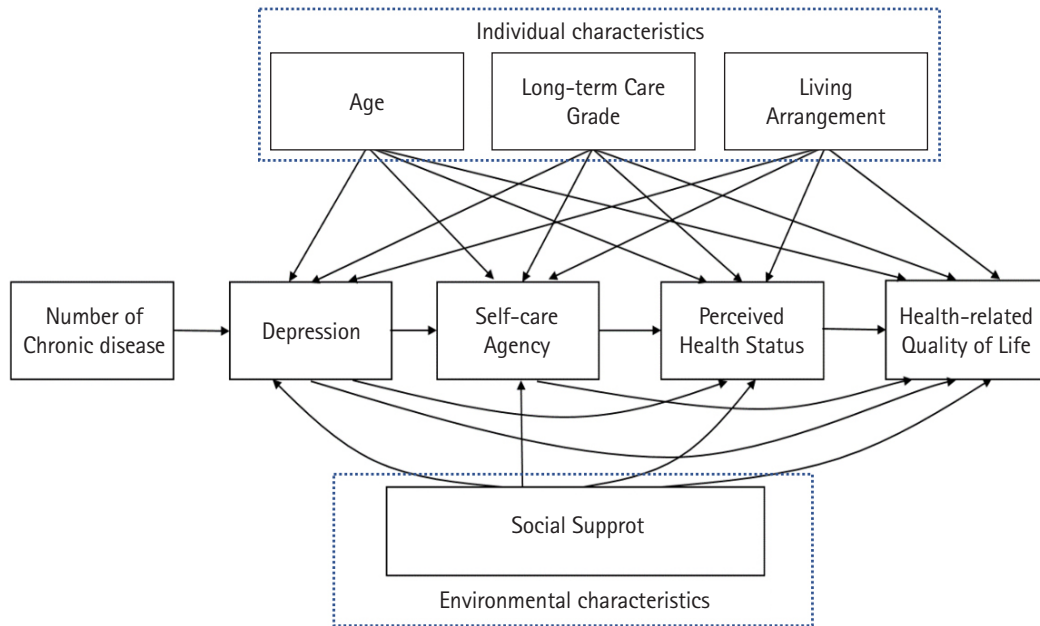 Individual characteristics
Age
Long-term Care
Grade
Living
Arrangement
Number of
Chronic disease
Depression
Self-care
Agency
Perceived
Health Status
Health-related
Quality of Life
Social Supprot
Environmental characteristics